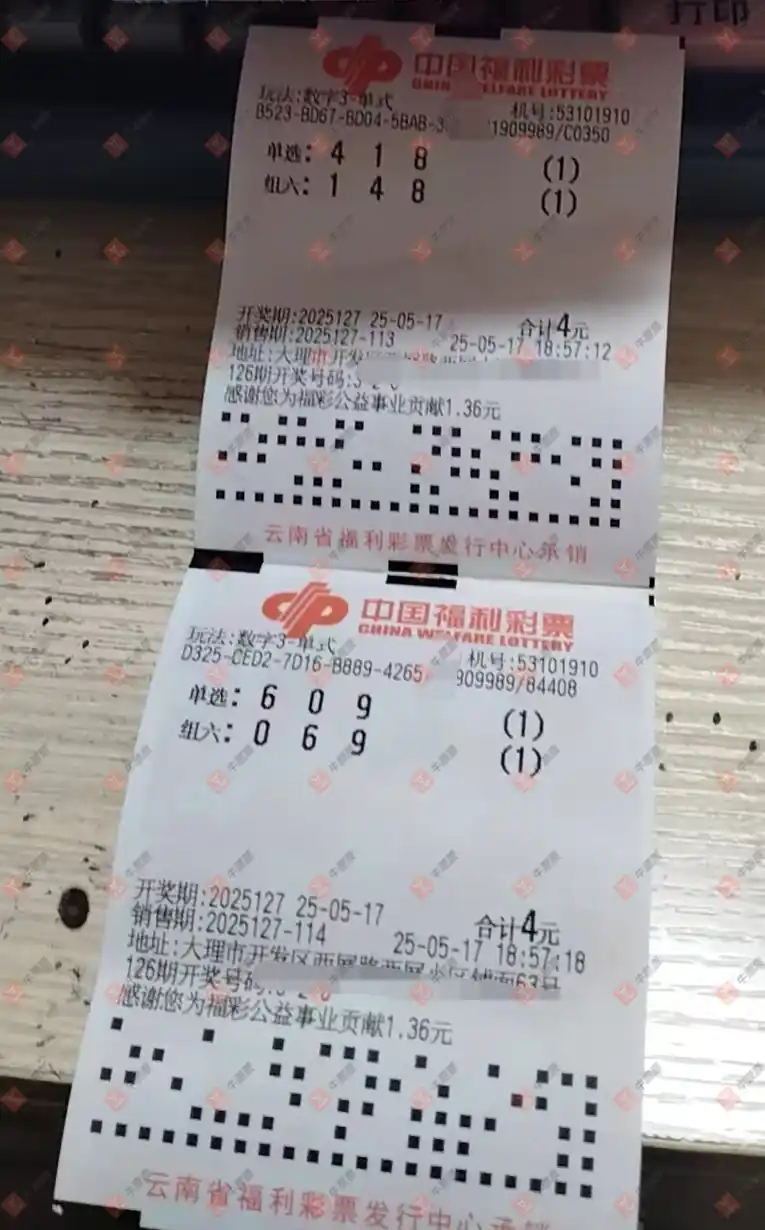 打印
中国福利彩票
CHINA WELFARE LOTTERY
玩法:数字3-单式 机号:53101910
B523-BD67-BD04-5BAB-3 1909989/C0350
单选: 4 1 8 (1)
组六: 1 4 8 (1)
开奖期:2025127 25-05-17 合计4元
销售期:2025127-113 25-05-17 18:57:12
地址:大理市开发
126期开奖号码:
感谢您为福彩公益事业贡献1.36元
云南省福利彩票发行中心承销
中国福利彩票
CHINA WELFARE LOTTERY
玩法:数字3-单式 机号:53101910
D325-CED2-7D16-B889-4265 909989/84408
单选: 6 0 9 (1)
组六: 0 6 9 (1)
开奖期:2025127 25-05-17 合计4元
销售期:2025127-114 25-05-17 18:57:18
地址:大理市开发区
126期开奖号码:
感谢您为福彩公益事业贡献1.36元
云南省福利彩票发行中心承销